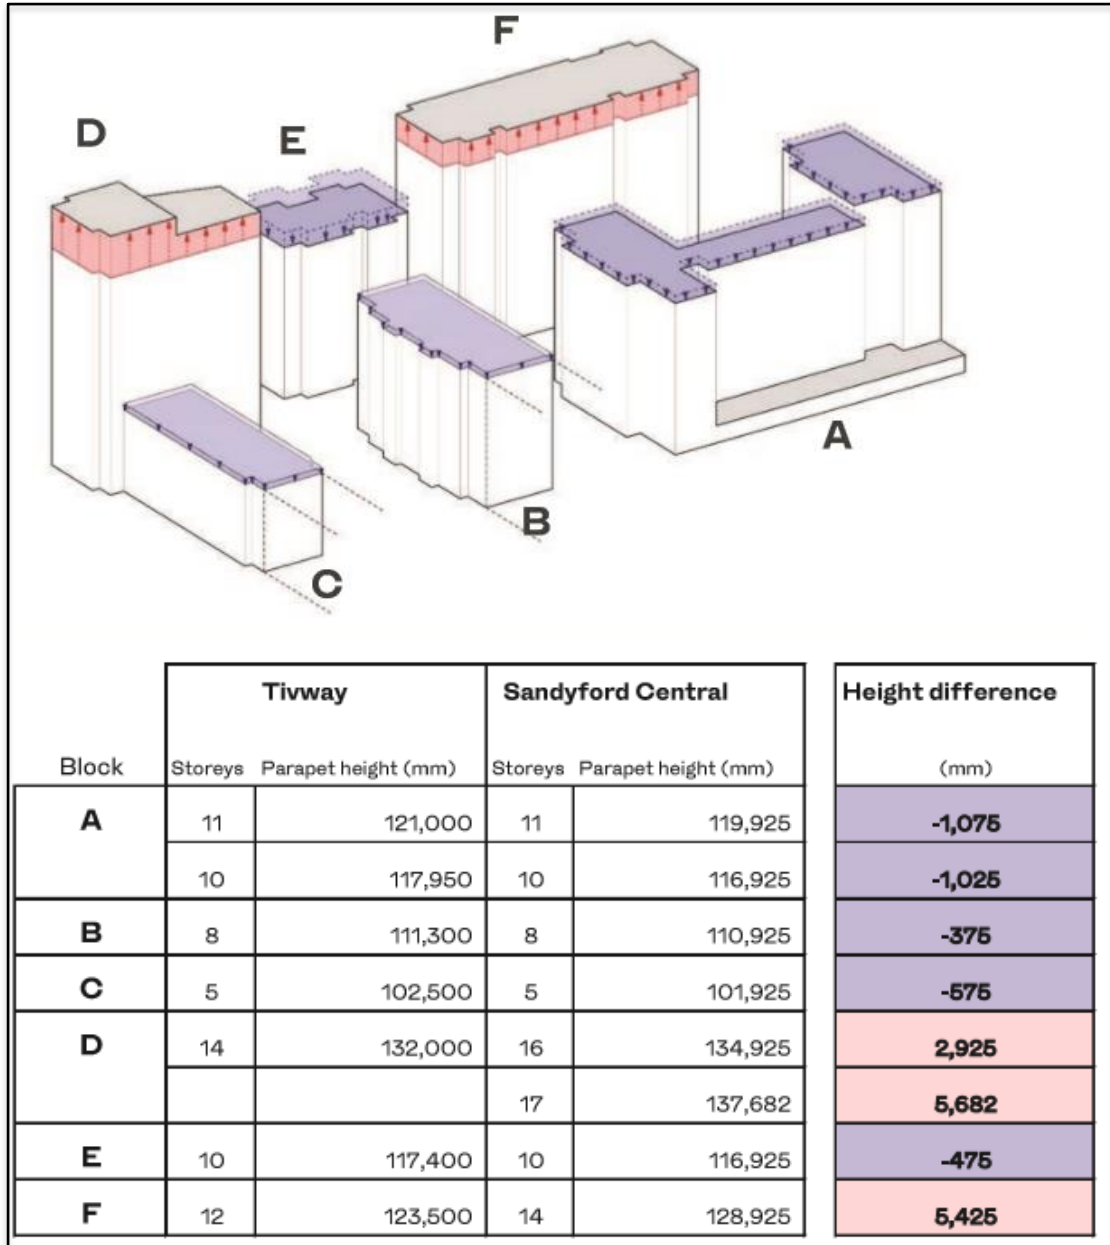 F
D
E
A
B
C
Tivway Sandyford Central Height difference
Block Storeys Parapet height (mm) Storeys Parapet height (mm) (mm)
A 11 121,000 11 119,925 -1,075
10 117,950 10 116,925 -1,025
B 8 111,300 8 110,925 -375
C 5 102,500 5 101,925 -575
D 14 132,000 16 134,925 2,925
17 137,682 5,682
E 10 117,400 10 116,925 -475
F 12 123,500 14 128,925 5,425